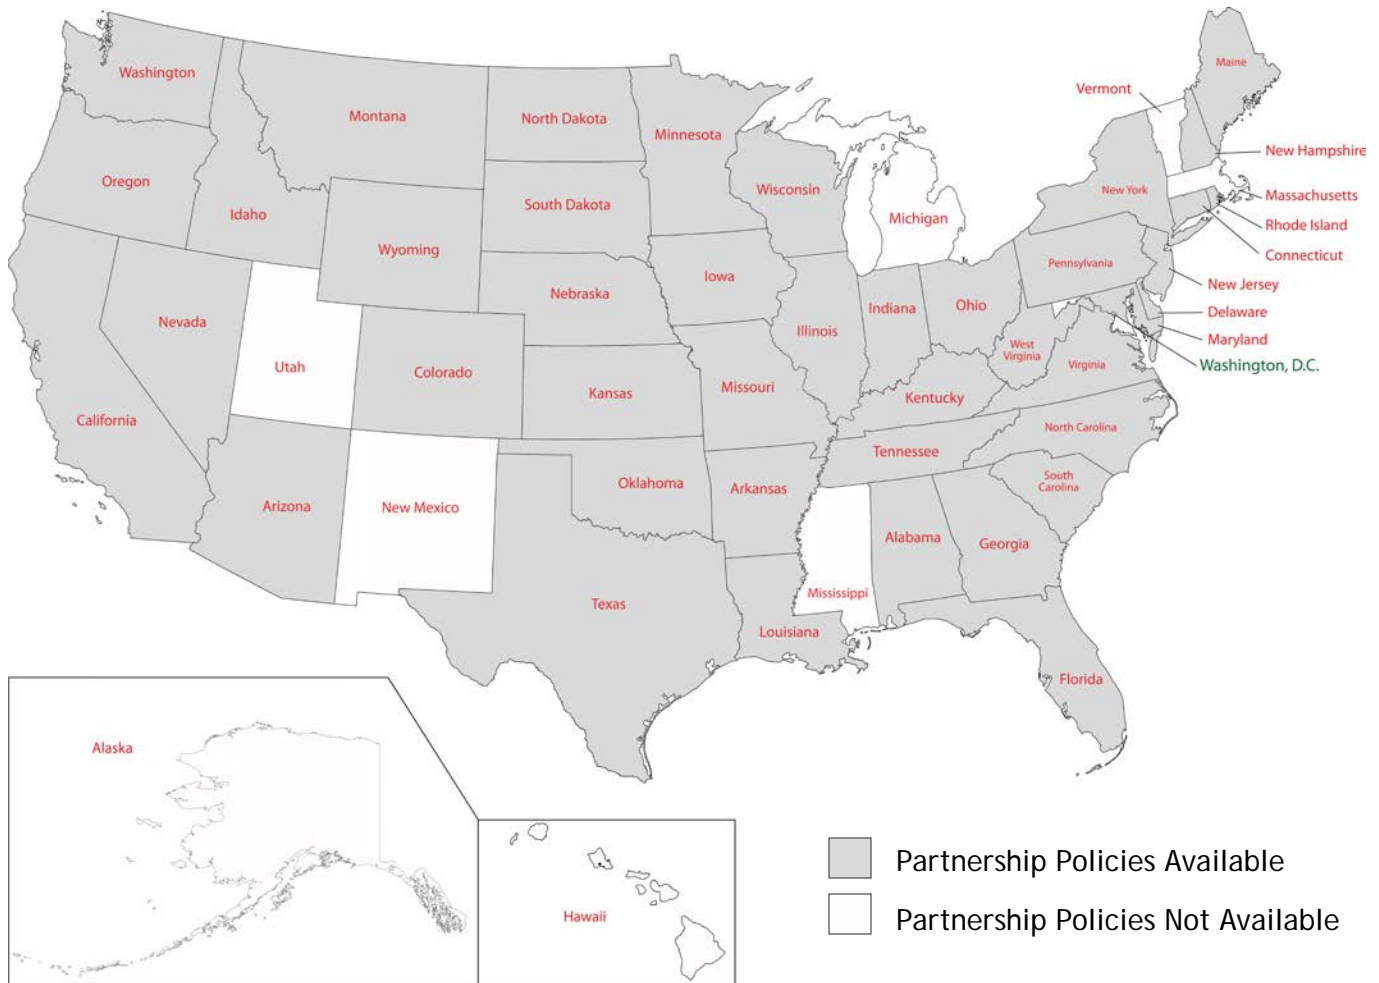 Maine
Washington
Vermont
Montana
North Dakota
Minnesota
New Hampshire
Oregon
Wisconsin
New York
Massachusetts
South Dakota
Idaho
Michigan
Rhode Island
Wyoming
Connecticut
Pennsylvania
Iowa
New Jersey
Nebraska
Ohio
Indiana
Delaware
Nevada
Illinois
Maryland
West
Virginia
Utah
Colorado
Virginia
Washington, D.C.
Missouri
Kansas
Kentucky
California
North Carolina
Tennessee
South
Carolina
Oklahoma
Arkansas
Arizona
New Mexico
Alabama
Georgia
Mississippi
Texas
Louisiana
Florida
Alaska
Hawaii
Partnership Policies Available
Partnership Policies Not Available